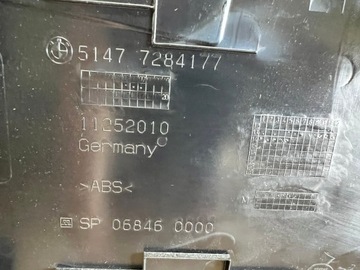 5147 7284177
11252010
Germany
>ABS<
SP 06846 0000